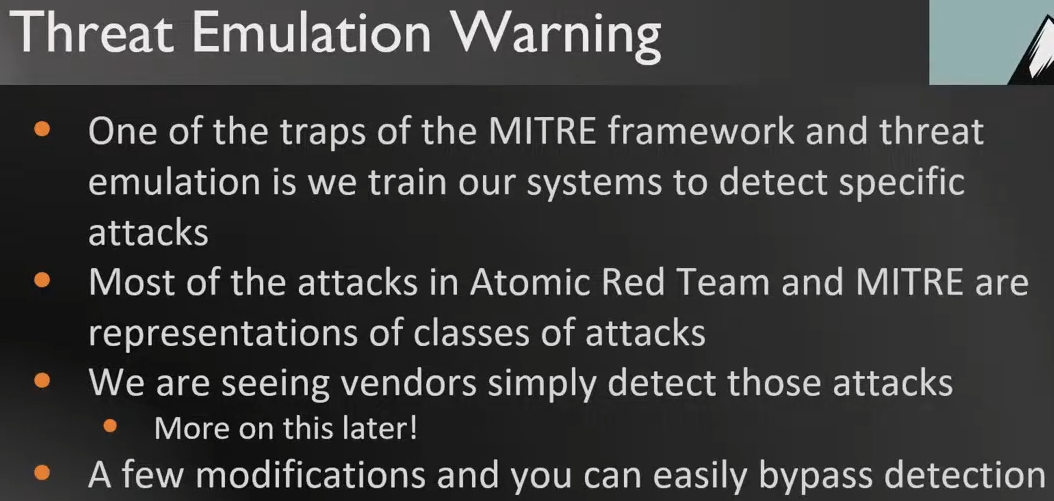 Threat Emulation Warning
One of the traps of the MITRE framework and threat
emulation is we train our systems to detect specific
attacks
Most of the attacks in Atomic Red Team and MITRE are
representations of classes of attacks
We are seeing vendors simply detect those attacks
More on this later!
A few modifications and you can easily bypass detection